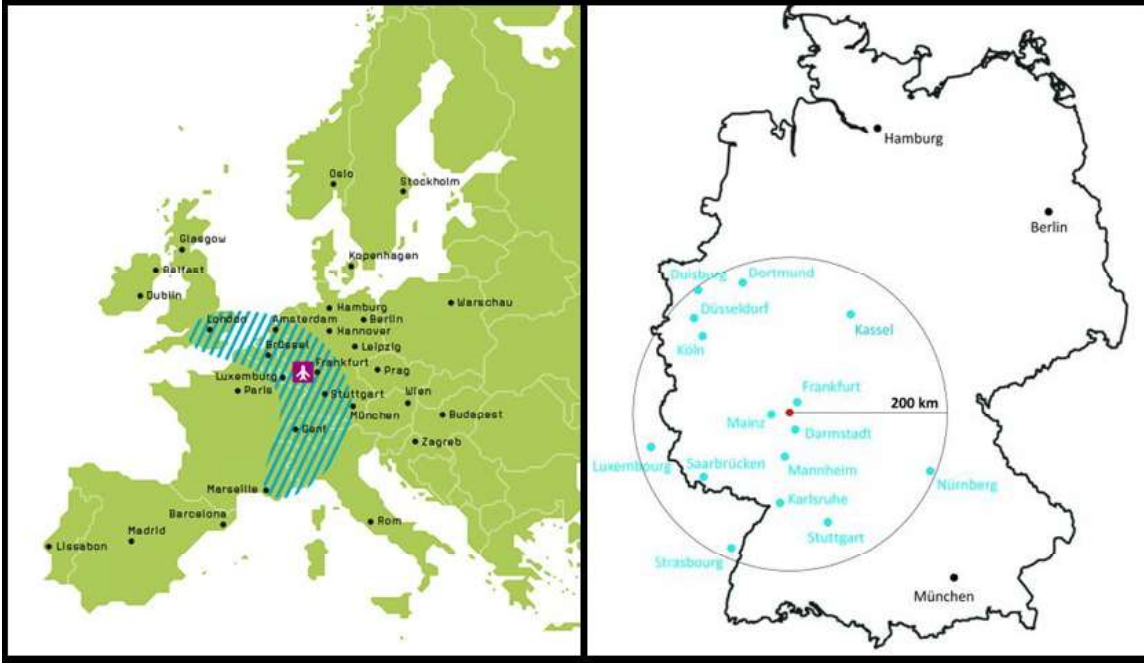 Oslo
Stockholm
Glasgow
Belfast
Kopenhagen
Dublin
Warschau
Hamburg
London
Amsterdam
Berlin
Hannover
Brüssel
Leipzig
Frankfurt
Luxemburg
Prag
Paris
Stuttgart
Wien
München
Budapest
Genf
Zagreb
Marseille
Barcelona
Rom
Madrid
Lissabon
Hamburg
Berlin
Duisburg
Dortmund
Düsseldorf
Kassel
Köln
Frankfurt
200 km
Mainz
Darmstadt
Luxembourg
Saarbrücken
Mannheim
Nürnberg
Karlsruhe
Stuttgart
Strasbourg
München